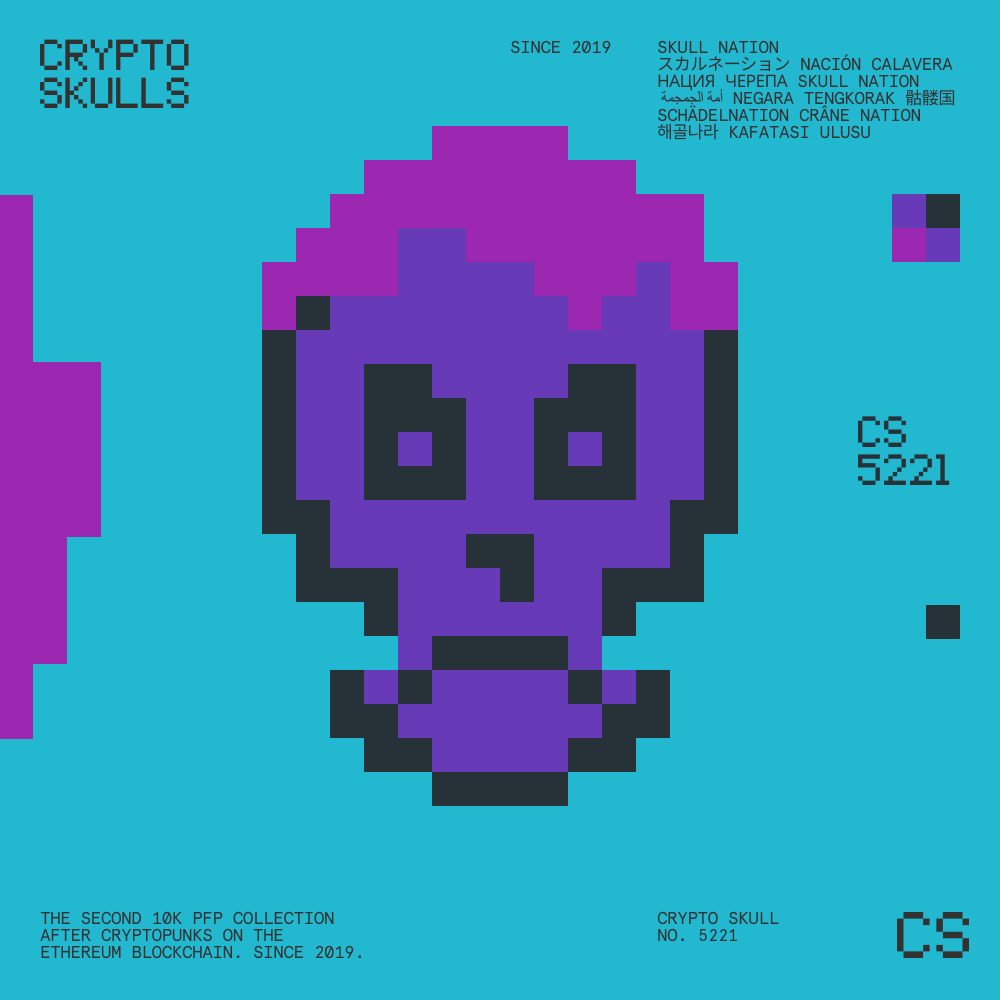 CRYPTO
SKULLS
SINCE 2019
SKULL NATION
スカルネーション NACIÓN CALAVERA
НАЦИЯ ЧЕРЕПА SKULL NATION
أمة الجمجمة NEGARA TENGKORAK 骷髅国
SCHÄDELNATION CRÂNE NATION
해골나라 KAFATASI ULUSU
CS
5221
THE SECOND 10K PFP COLLECTION
AFTER CRYPTOPUNKS ON THE
ETHEREUM BLOCKCHAIN. SINCE 2019.
CRYPTO SKULL
NO. 5221
CS